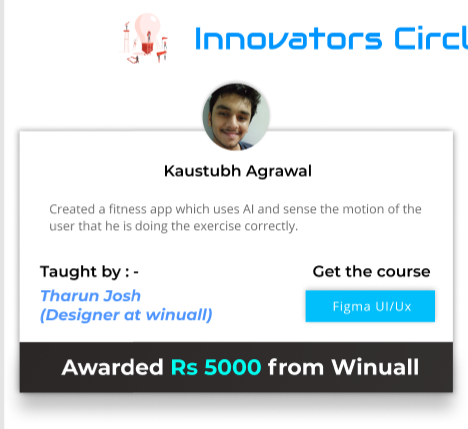 Innovators Circl
Kaustubh Agrawal
Created a fitness app which uses AI and sense the motion of the
user that he is doing the exercise correctly.
Taught by : -
Get the course
Tharun Josh
(Designer at winuall)
Figma UI/Ux
Awarded Rs 5000 from Winuall